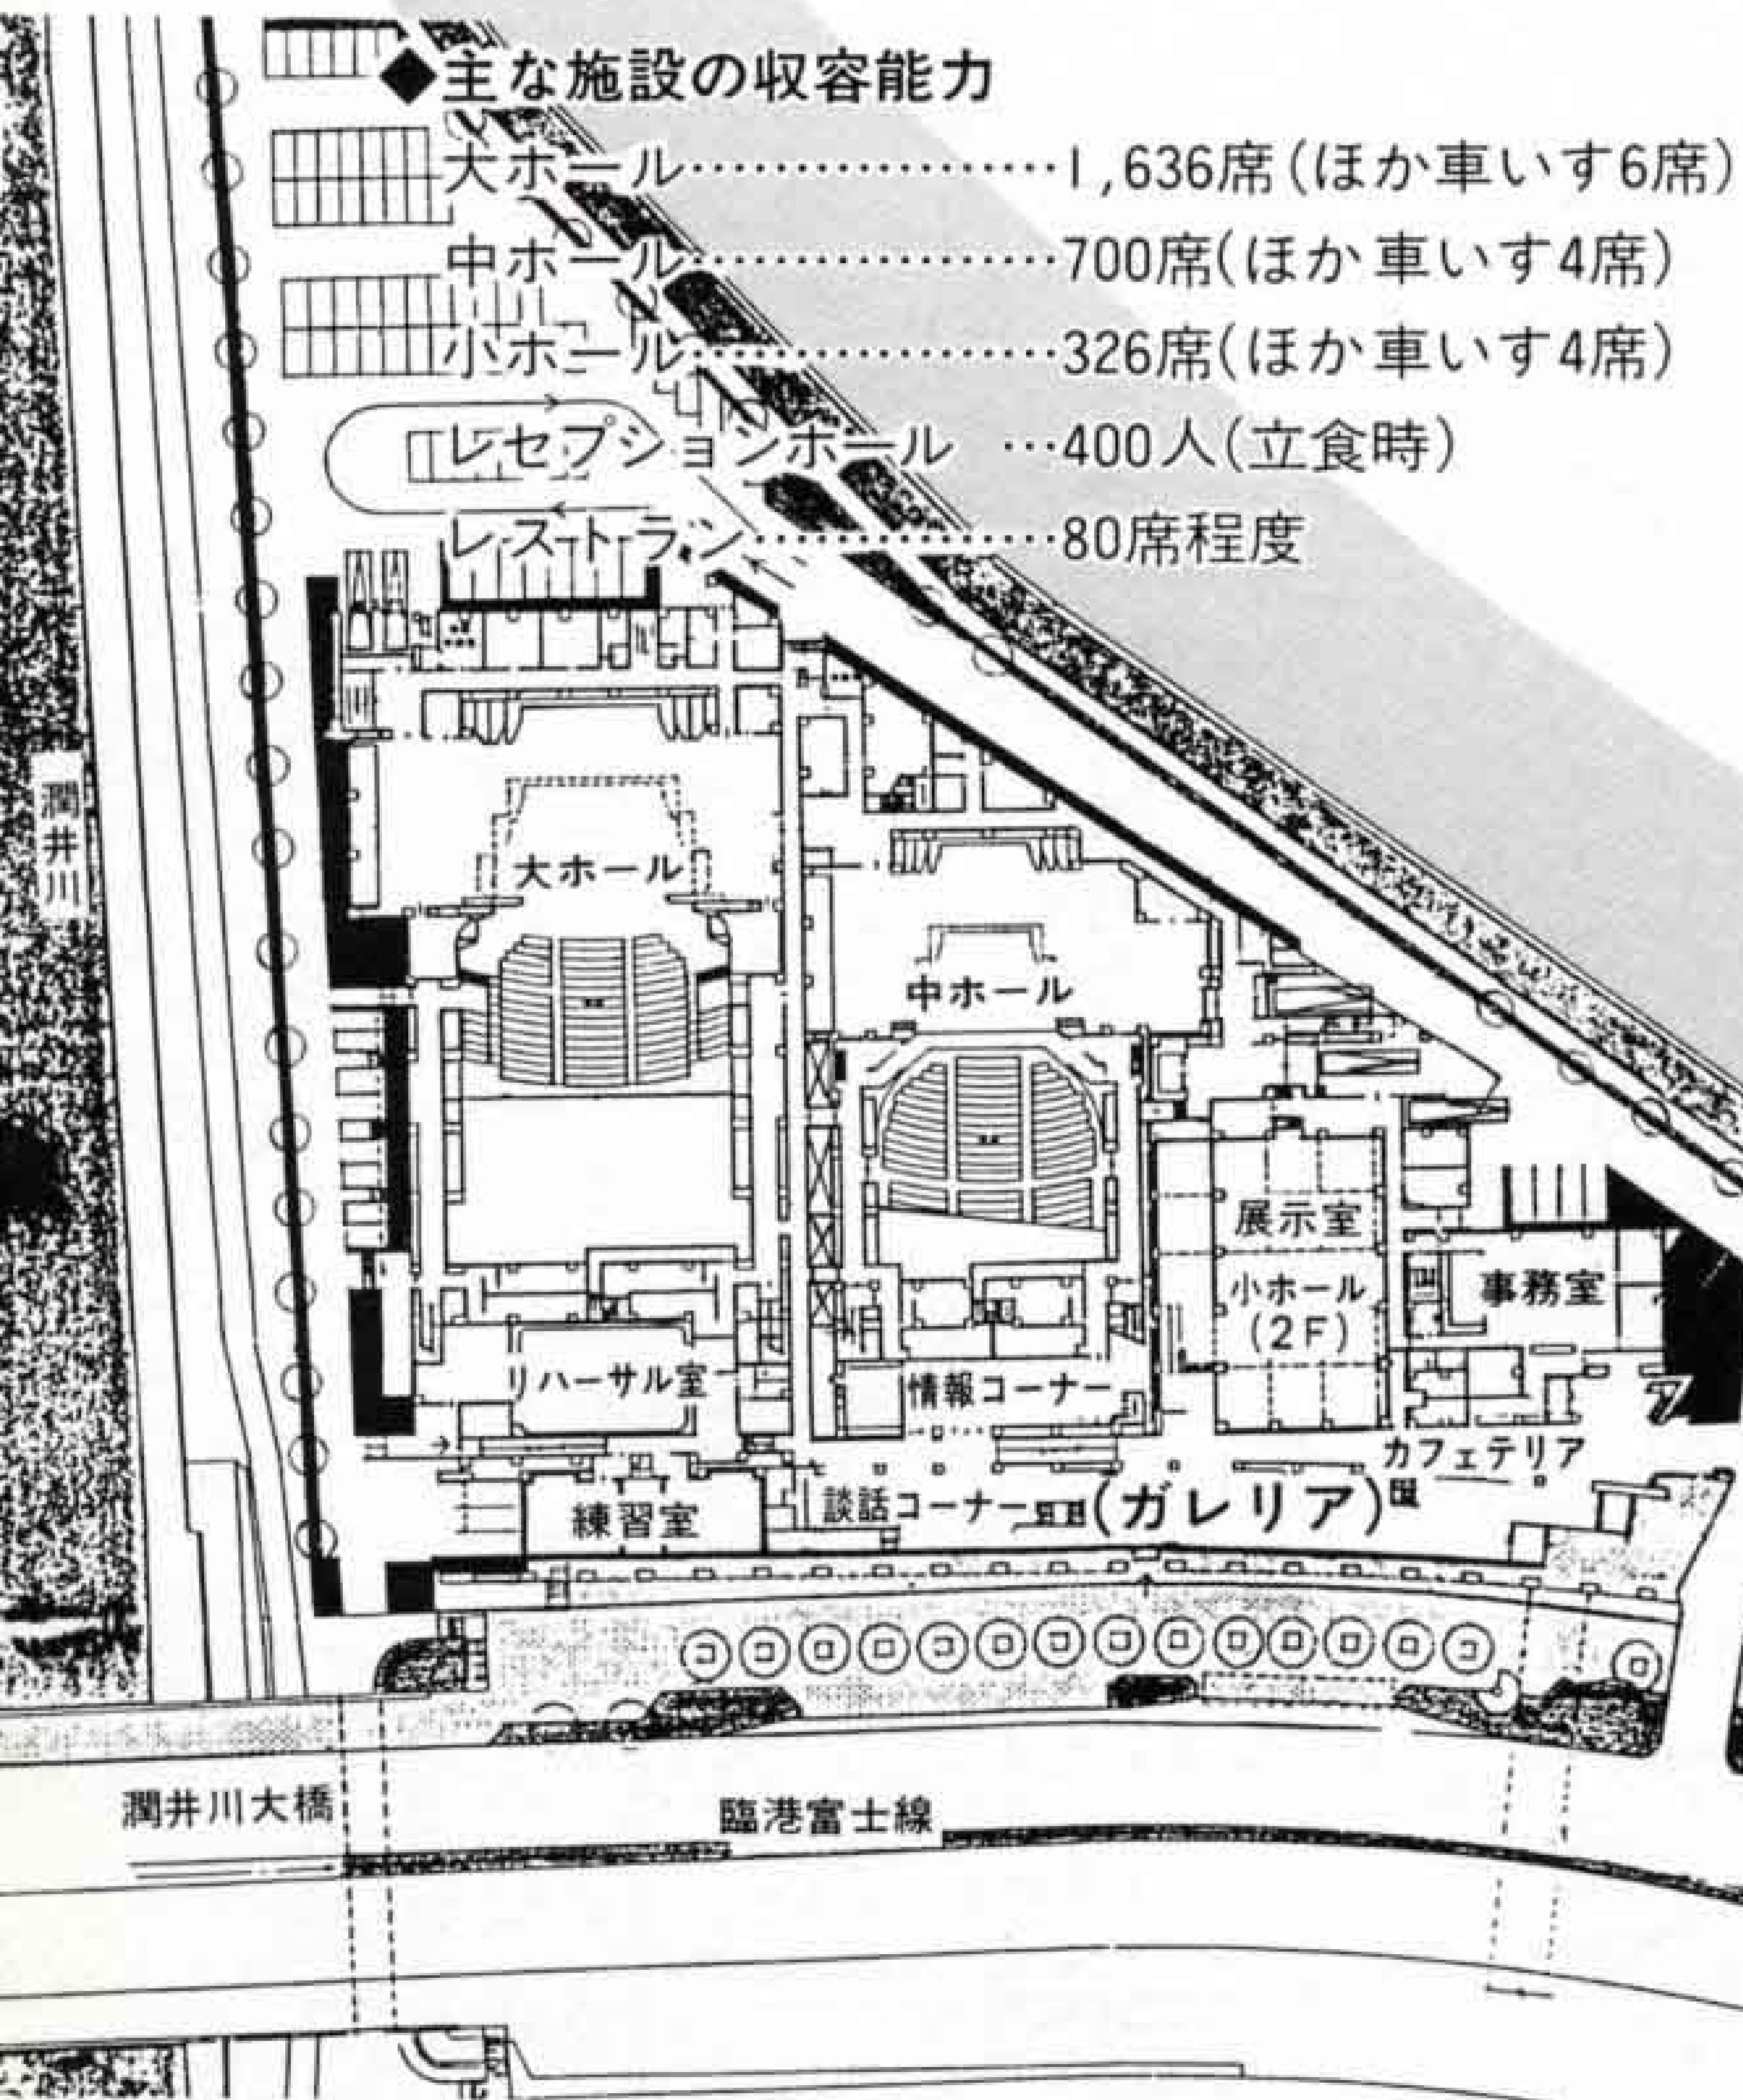 ◆主な施設の収容能力
大ホール………………1,636席(ほか車いす6席)
中ホール………………700席(ほか車いす4席)
小ホール………………326席(ほか車いす4席)
レセプションホール…400人(立食時)
レストラン……………80席程度
潤井川
大ホール
中ホール
展示室
小ホール
(2F)
事務室
リハーサル室
情報コーナー
カフェテリア
練習室
談話コーナー
(ガレリア)
潤井川大橋
臨港富士線